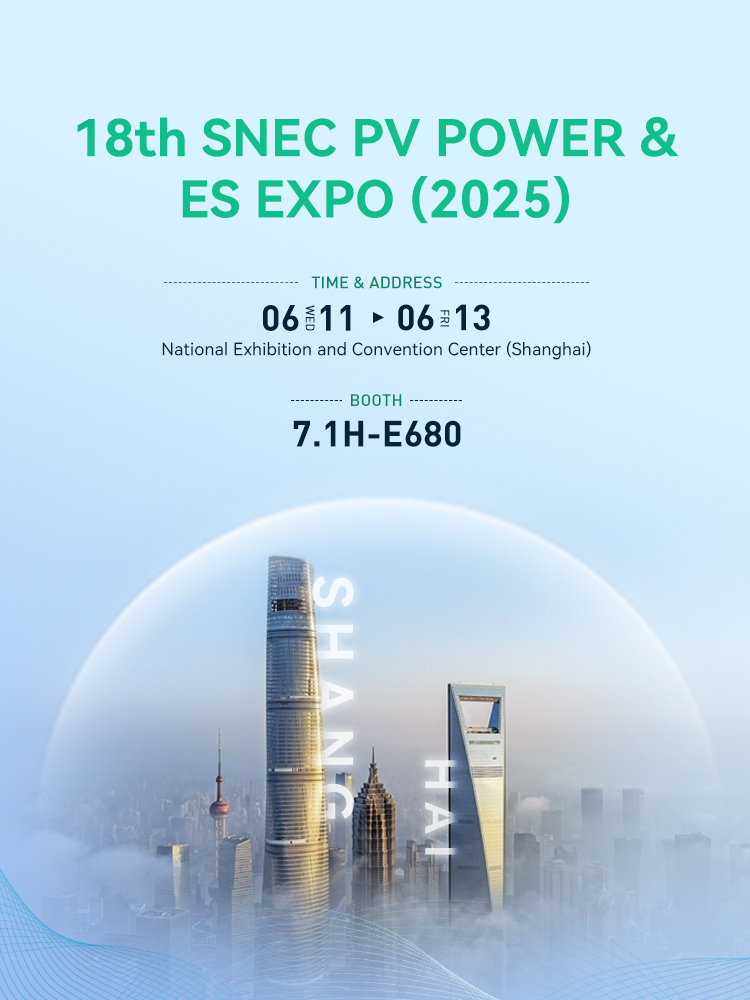 18th SNEC PV POWER &
ES EXPO (2025)
TIME & ADDRESS
06 WED 11 ▶ 06 FRI 13
National Exhibition and Convention Center (Shanghai)
BOOTH
7.1H-E680
SHANG
HAI